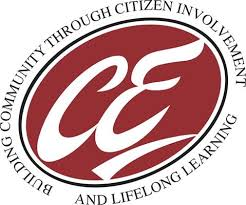 BUILDING COMMUNITY THROUGH CITIZEN INVOLVEMENT
CE
AND LIFELONG LEARNING